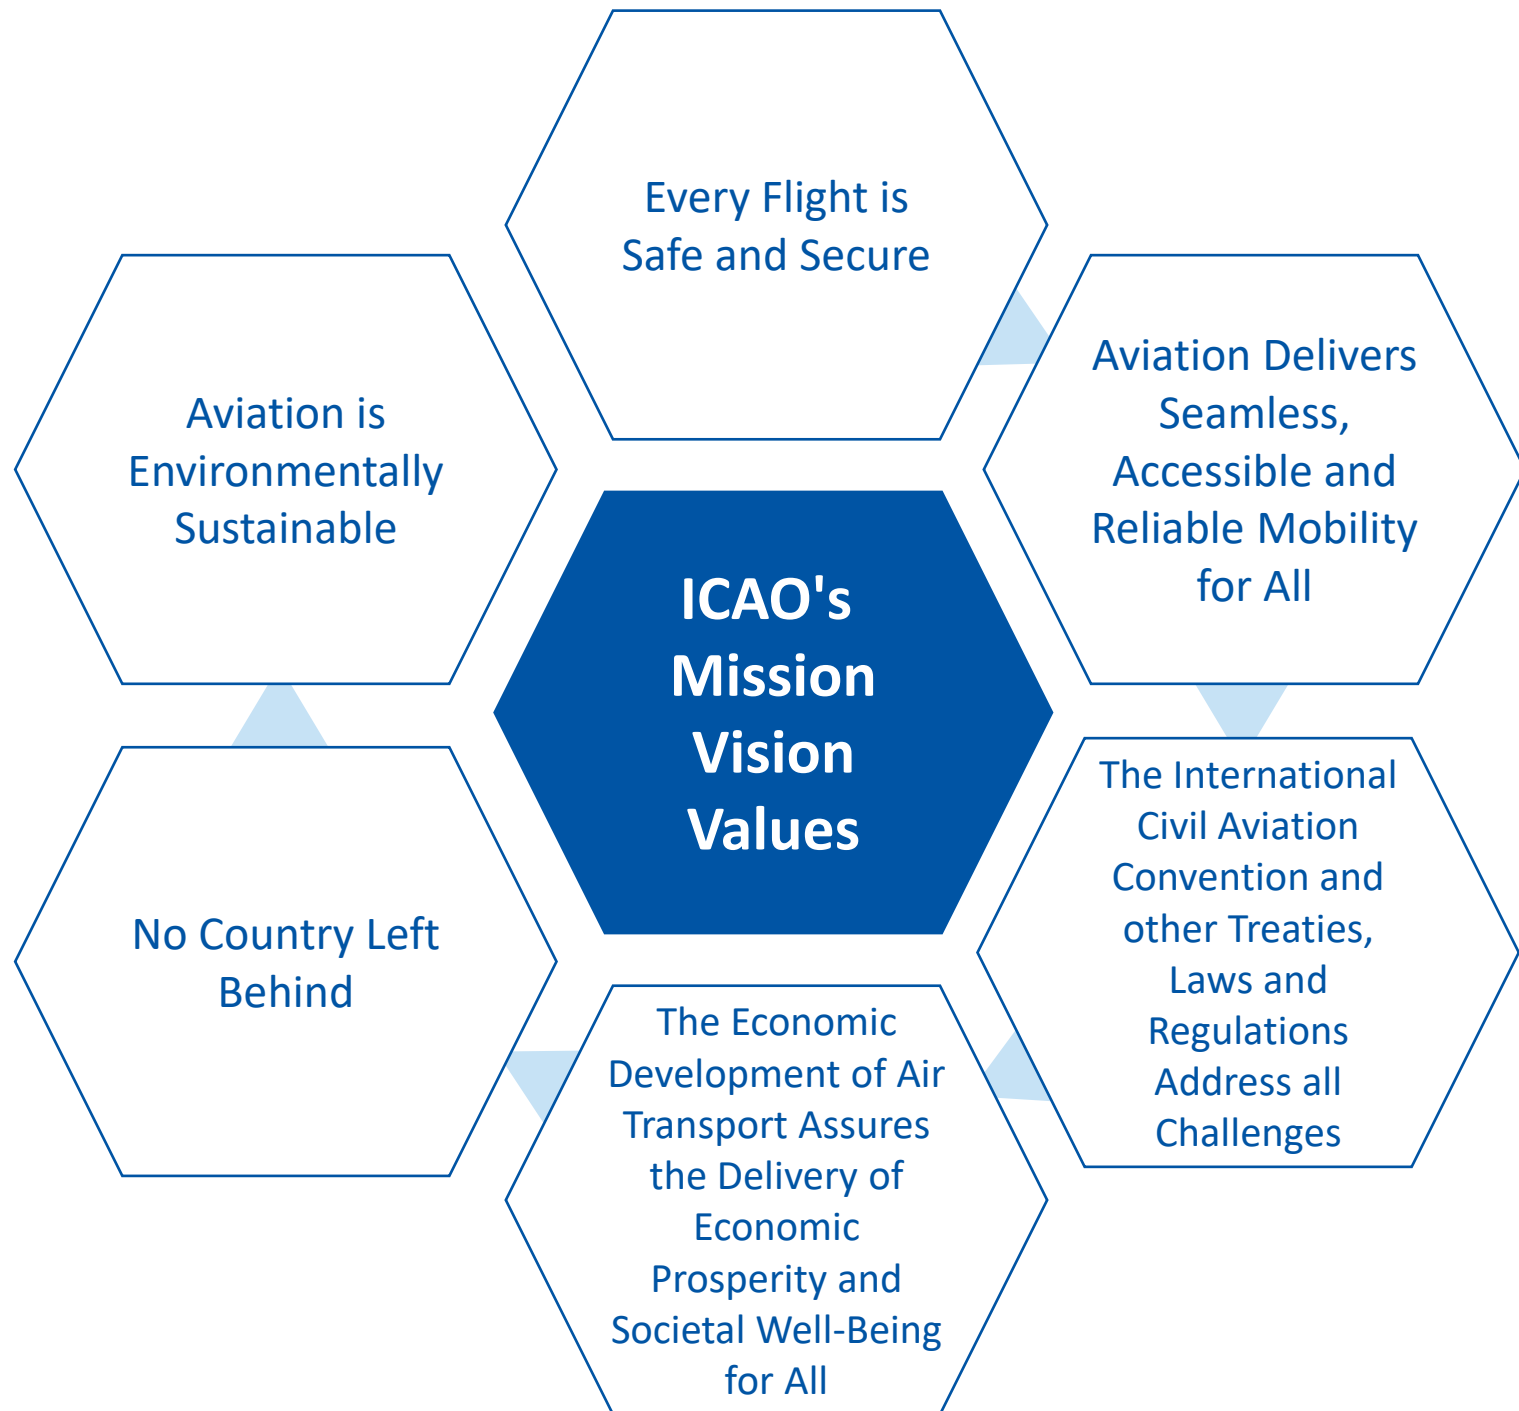 Every Flight is
Safe and Secure
Aviation Delivers
Seamless,
Accessible and
Reliable Mobility
for All
The International
Civil Aviation
Convention and
other Treaties,
Laws and
Regulations
Address all
Challenges
The Economic
Development of Air
Transport Assures
the Delivery of
Economic
Prosperity and
Societal Well-Being
for All
No Country Left
Behind
Aviation is
Environmentally
Sustainable
ICAO's
Mission
Vision
Values